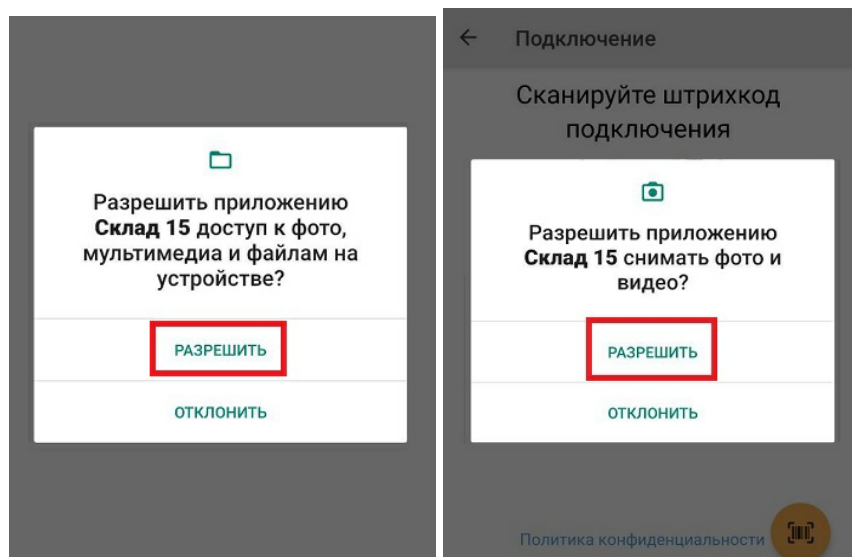 Разрешить приложению
Склад 15 доступ к фото,
мультимедиа и файлам на
устройстве?
РАЗРЕШИТЬ
ОТКЛОНИТЬ
Подключение
Сканируйте штрихкод
подключения
Разрешить приложению
Склад 15 снимать фото и
видео?
РАЗРЕШИТЬ
ОТКЛОНИТЬ
Политика конфиденциальности